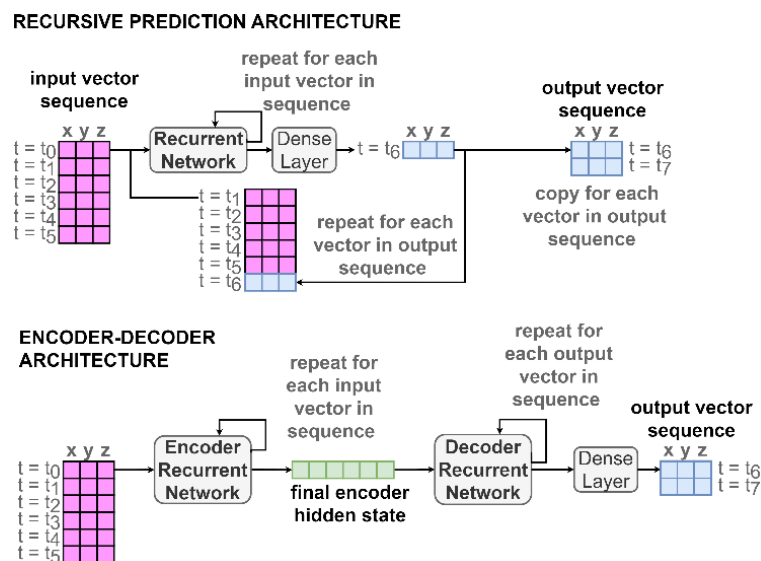 RECURSIVE PREDICTION ARCHITECTURE
input vector
sequence
x y z
t = t0
t = t1
t = t2
t = t3
t = t4
t = t5
repeat for each
input vector in
sequence
Recurrent
Network
Dense
Layer
t = t6
x y z
output vector
sequence
x y z
t = t6
t = t7
copy for each
vector in output
sequence
t = t1
t = t2
t = t3
t = t4
t = t5
t = t6
repeat for each
vector in output
sequence
ENCODER-DECODER
ARCHITECTURE
x y z
t = t0
t = t1
t = t2
t = t3
t = t4
t = t5
repeat for
each input
vector in
sequence
Encoder
Recurrent
Network
final encoder
hidden state
repeat for
each output
vector in
sequence
Decoder
Recurrent
Network
Dense
Layer
output vector
sequence
x y z
t = t6
t = t7